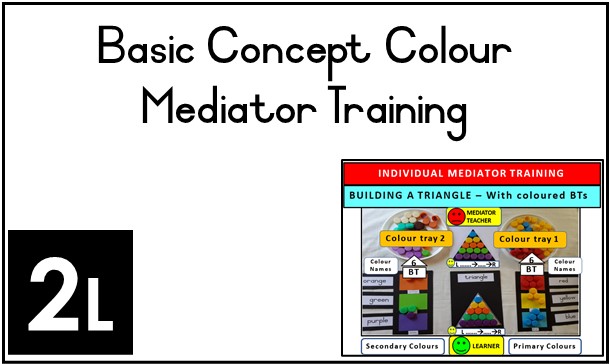 Basic Concept Colour
Mediator Training
2L
INDIVIDUAL MEDIATOR TRAINING
BUILDING A TRIANGLE – With coloured BTs
MEDIATOR
TEACHER
Colour tray 2
Colour tray 1
L......→......→R
Colour
Names
6
BT
6
BT
Colour
Names
orange
triangle
red
green
yellow
purple
blue
L......→......→R
Secondary Colours
LEARNER
Primary Colours